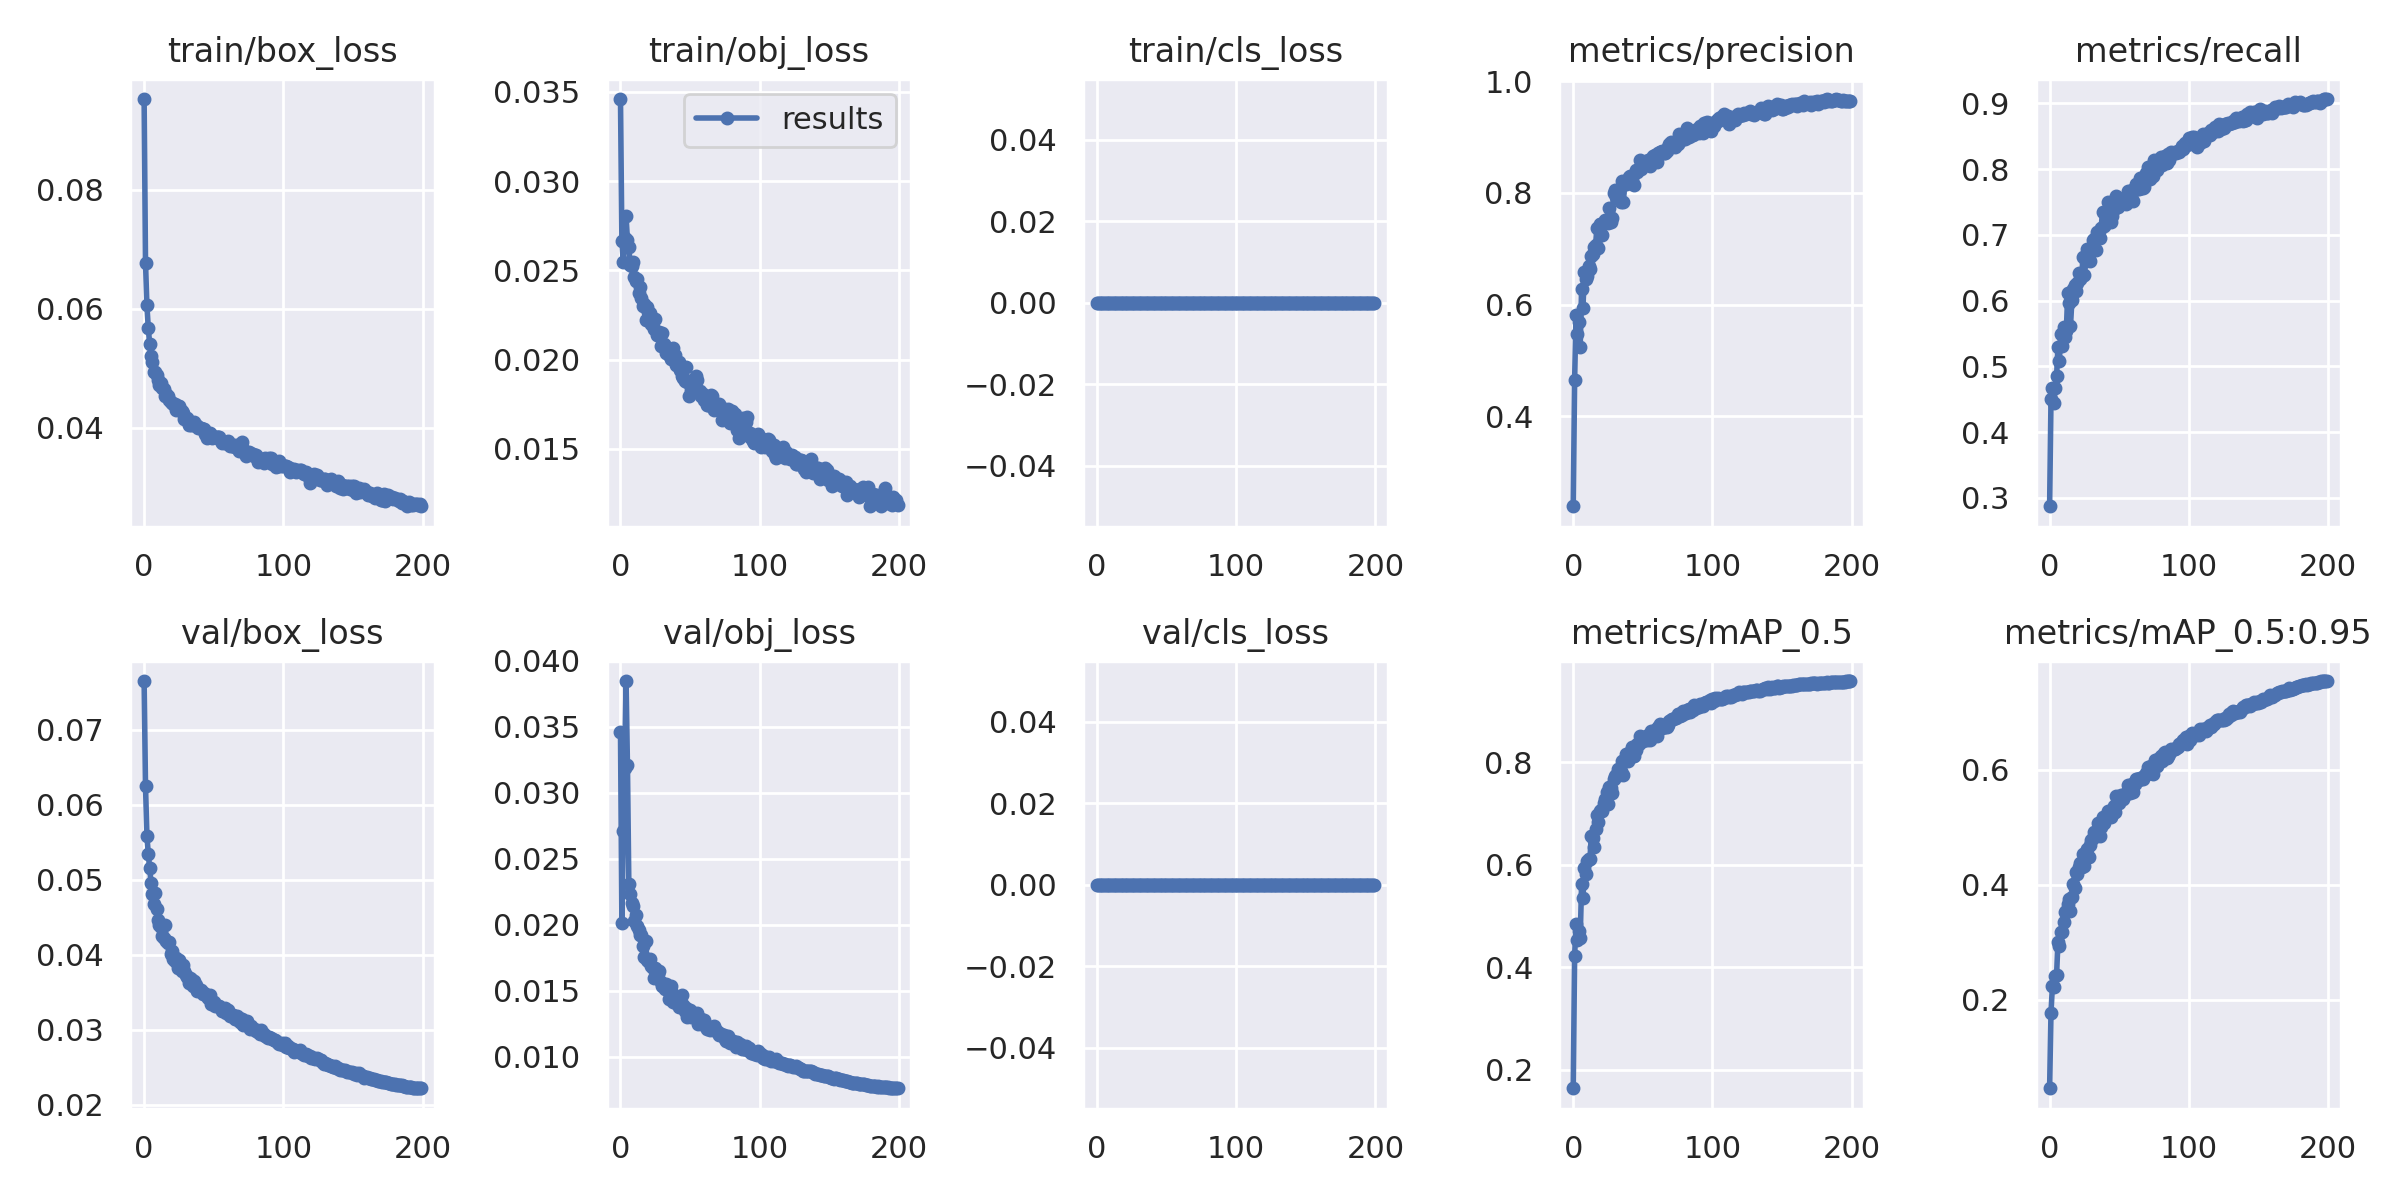 train/box_loss
0.08
0.06
0.04
0 100 200
train/obj_loss
results
0.035
0.030
0.025
0.020
0.015
0 100 200
train/cls_loss
0.04
0.02
0.00
−0.02
−0.04
0 100 200
metrics/precision
1.0
0.8
0.6
0.4
0 100 200
metrics/recall
0.9
0.8
0.7
0.6
0.5
0.4
0.3
0 100 200
val/box_loss
0.07
0.06
0.05
0.04
0.03
0.02
0 100 200
val/obj_loss
0.040
0.035
0.030
0.025
0.020
0.015
0.010
0 100 200
val/cls_loss
0.04
0.02
0.00
−0.02
−0.04
0 100 200
metrics/mAP_0.5
0.8
0.6
0.4
0.2
0 100 200
metrics/mAP_0.5:0.95
0.6
0.4
0.2
0 100 200